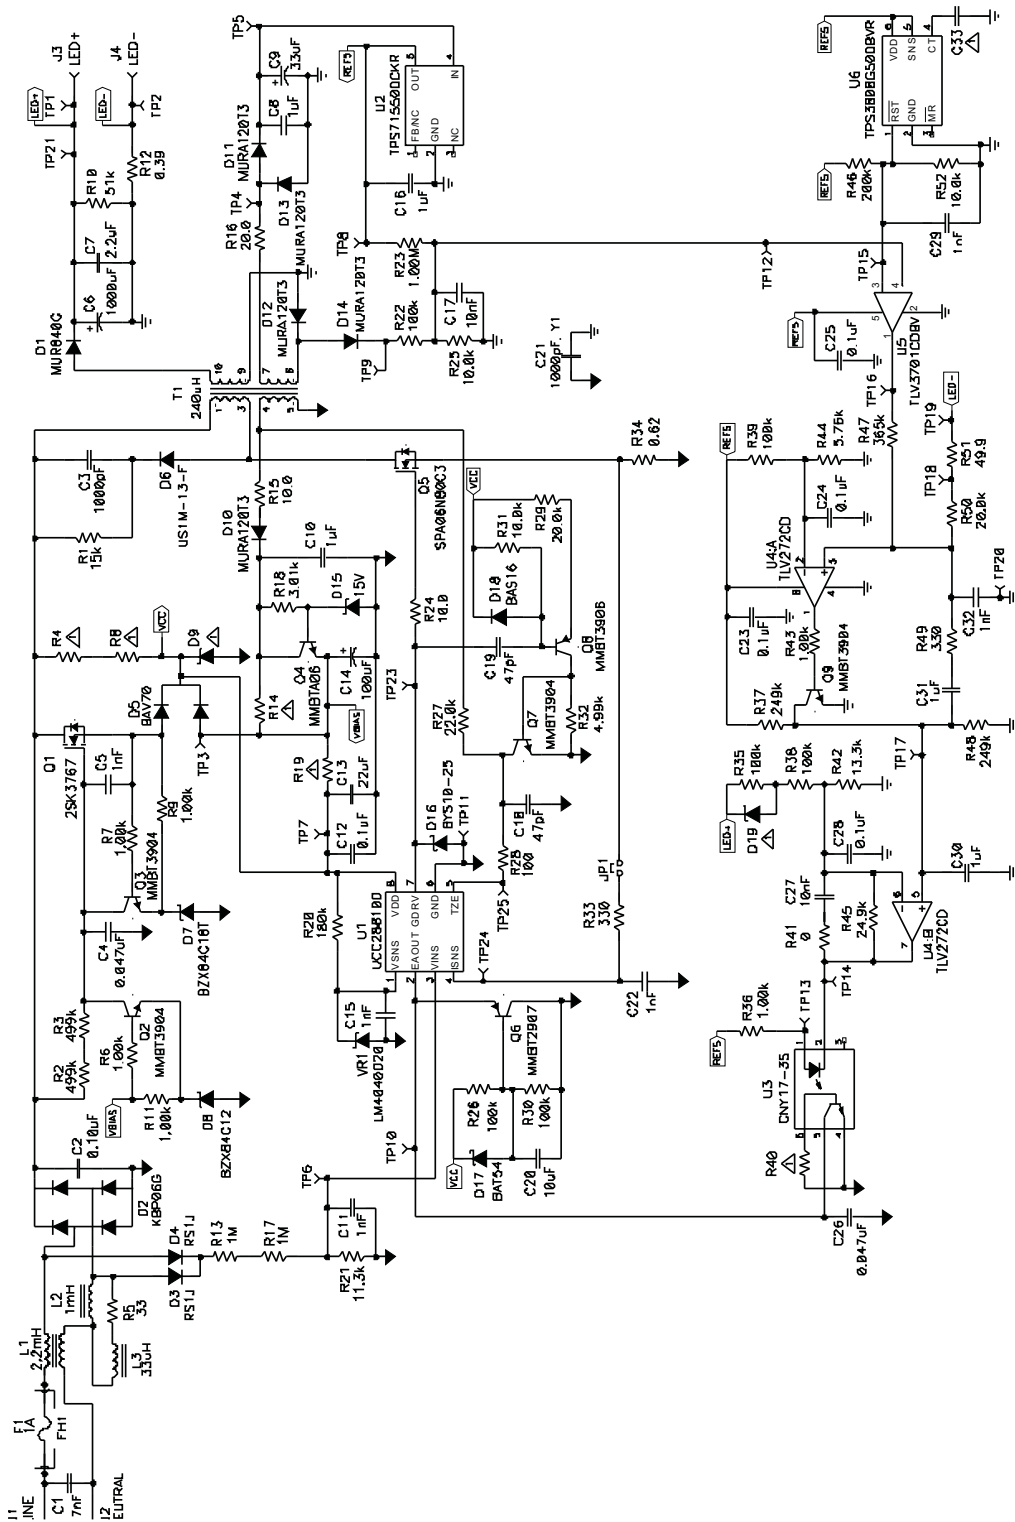 J3
LED+
J4
LED-
LED+
TP1
LED-
TP2
TP21
R10
51k
R12
0.39
C7
2.2uF
C6
1000uF
D1
MUR840G
T1
240uH
TP5
C9
33uF
C8
1uF
D11
MURA120T3
TP4
D13
MURA120T3
R16
20.0
D12
MURA120T3
REF5
U2
TPS71550DCKR
OUT
IN
FB/NC
GND
NC
C16
1uF
TP8
R23
1.00M
D14
MURA120T3
R22
100k
C17
10nF
R25
10.0k
TP9
C21
1000pF, Y1
TP12
REF5
U6
TPS3808G50DBVR
VDD
SNS
CT
RST
GND
MR
C33
REF5
R46
200k
R52
10.0k
C29
1nF
TP15
REF5
C25
0.1uF
U5
TLV3701CDBV
TP16
R47
365k
LED-
TP19
R51
49.9
TP18
R50
20.0k
TP20
C32
1nF
R49
330
C31
1uF
R48
249k
TP17
REF5
R39
100k
R44
5.76k
C24
0.1uF
U4:A
TLV272CD
C23
0.1uF
R43
1.00k
Q9
MMBT3904
R37
249k
R35
100k
LED+
D19
R38
100k
R42
13.3k
C28
0.1uF
C27
10nF
R41
0
R45
24.9k
U4:B
TLV272CD
C30
1uF
TP14
TP13
R36
1.00k
REF5
U3
CNY17-3S
R40
C26
0.047uF
C3
1000pF
D6
US1M-13-F
R1
15k
R15
10.0
D10
MURA120T3
C10
1uF
R18
3.01k
D15
15V
Q4
MMBTA06
C14
100uF
Q5
SPA06N80C3
R34
0.62
VCC
R31
10.0k
R29
20.0k
D18
BAS16
R24
10.0
C19
47pF
Q8
MMBT3906
TP23
R27
22.0k
Q7
MMBT3904
R32
4.99k
C18
47pF
R28
100
TP25
D16
BYS10-25
TP11
JP1
R33
330
R4
R8
VCC
D9
D5
BAV70
TP3
R14
VBIAS
R19
C13
22uF
TP7
C12
0.1uF
Q1
2SK3767
C5
1nF
R7
1.00k
R9
1.00k
Q3
MMBT3904
D7
BZX84C18T
C4
0.047uF
R20
180k
U1
UCC28810D
VDD
GDRV
GND
TZE
VSNS
EAOUT
VINS
ISNS
TP24
C22
1nF
C15
1nF
VR1
LM4040D20
Q6
MMBT2907
R26
100k
R30
100k
VCC
D17
BAT54
C20
10uF
TP10
R3
499k
R2
499k
Q2
MMBT3904
R6
1.00k
VBIAS
R11
1.00k
D8
BZX84C12
C2
0.10uF
D2
KBP06G
TP6
C11
1nF
R21
11.3k
R17
1M
R13
1M
D4
RS1J
D3
RS1J
L2
1mH
R5
33
L3
33uH
L1
2.2mH
F1
1A
FH1
C1
7nF